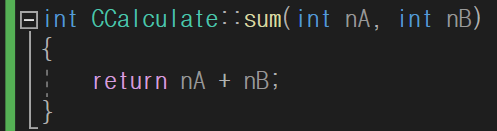 int CCalculate::sum(int nA, int nB)
{
    return nA + nB;
}